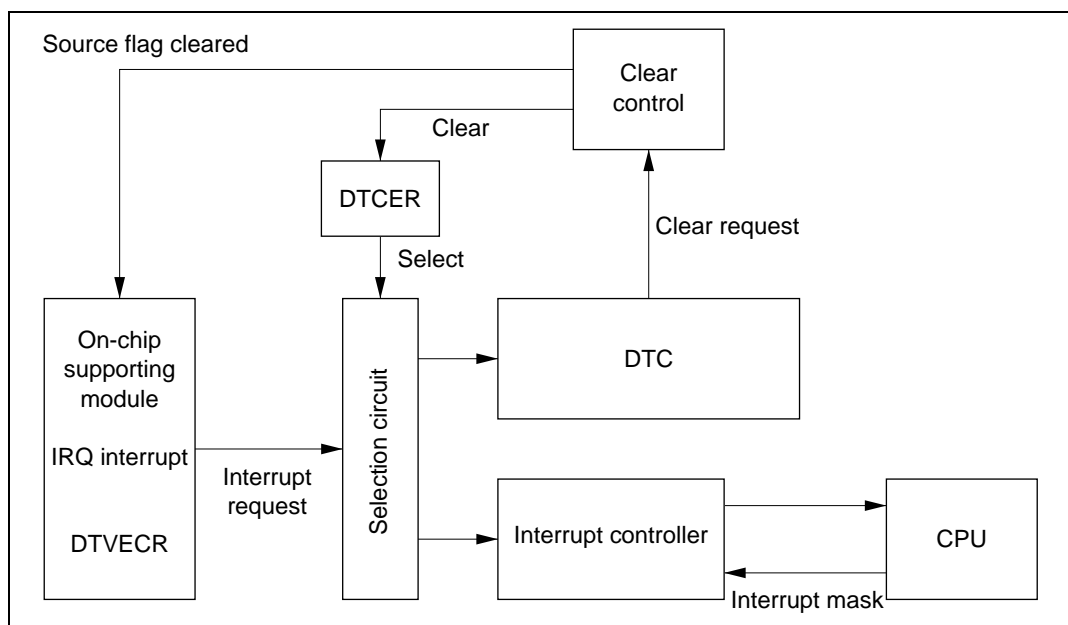 Source flag cleared
Clear
control
Clear
DTCER
Clear request
Select
On-chip
supporting
module
IRQ interrupt
DTVECR
Interrupt
request
Selection circuit
DTC
Interrupt controller
CPU
Interrupt mask